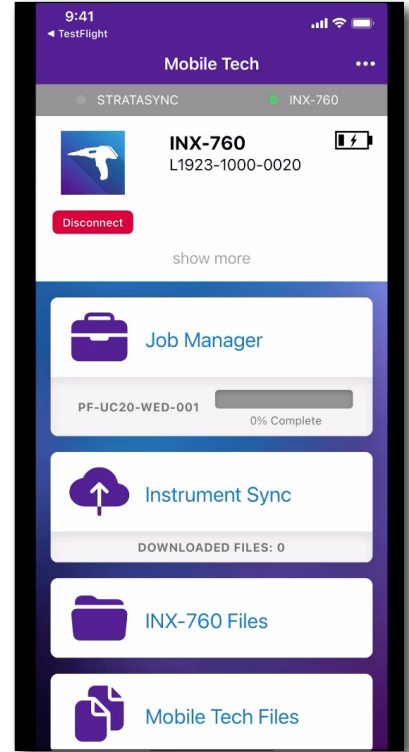 9:41
◀ TestFlight
Mobile Tech
STRATASYNC
INX-760
INX-760
L1923-1000-0020
Disconnect
show more
Job Manager
PF-UC20-WED-001
0% Complete
Instrument Sync
DOWNLOADED FILES: 0
INX-760 Files
Mobile Tech Files